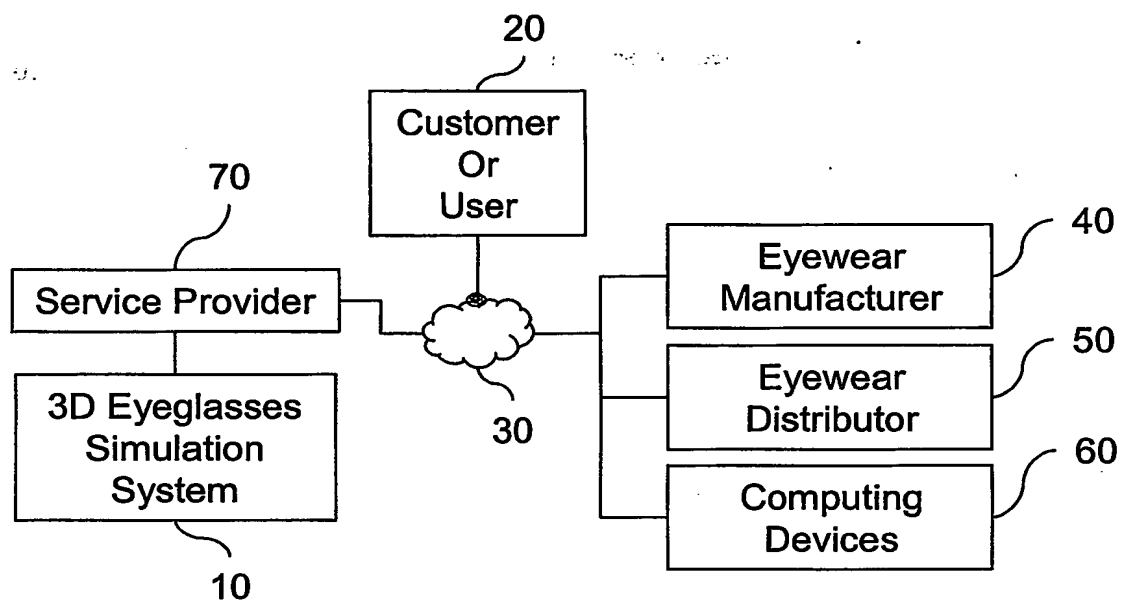 20
Customer
Or
User
70
Service Provider
3D Eyeglasses
Simulation
System
10
30
Eyewear
Manufacturer
40
Eyewear
Distributor
50
Computing
Devices
60